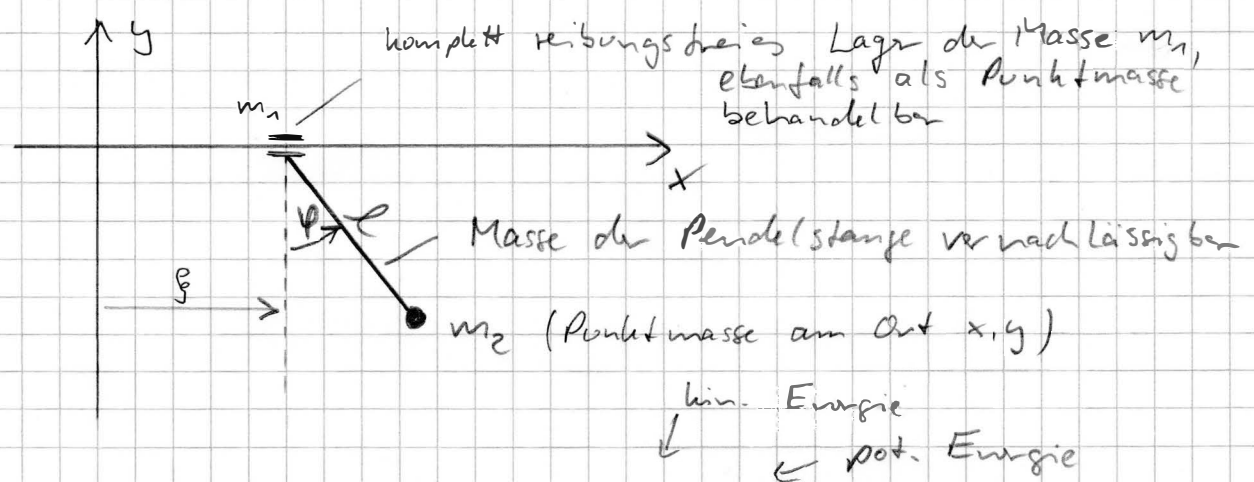 y
komplett reibungsfreies Lager der Masse m₁,
ebenfalls als Punktmasse
behandelbar
m₁
x
φ
l
Masse der Pendelstange vernachlässigbar
ξ
m₂ (Punktmasse am Ort x, y)
kin. Energie
pot. Energie